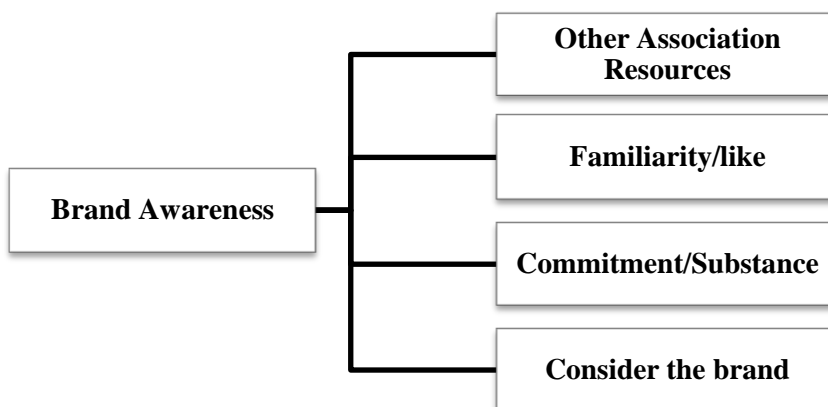 Other Association
Resources
Familiarity/like
Brand Awareness
Commitment/Substance
Consider the brand